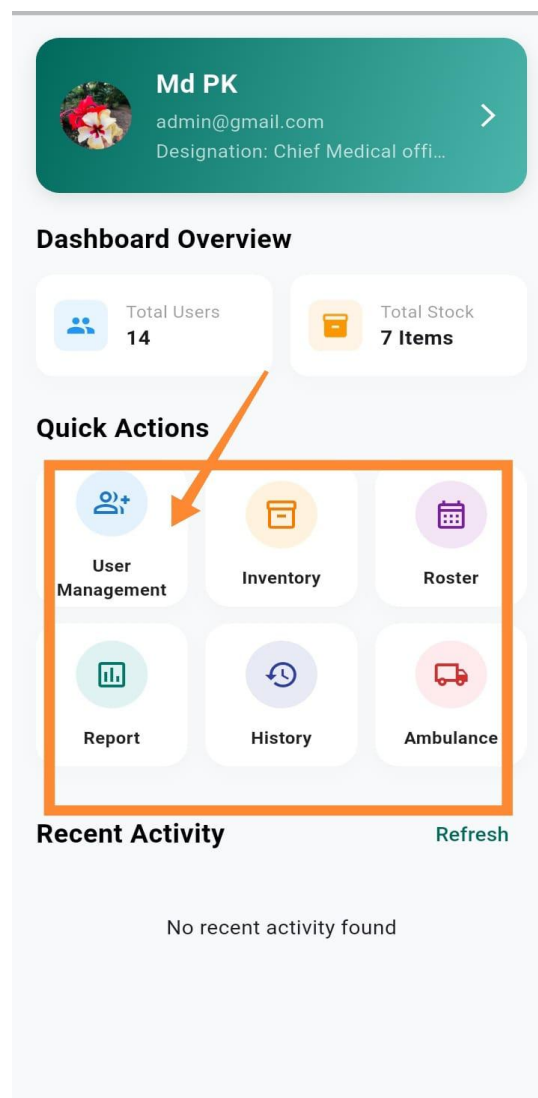 Md PK
admin@gmail.com
Designation: Chief Medical offi...
Dashboard Overview
Total Users
14
Total Stock
7 Items
Quick Actions
User
Management
Inventory
Roster
Report
History
Ambulance
Recent Activity
Refresh
No recent activity found